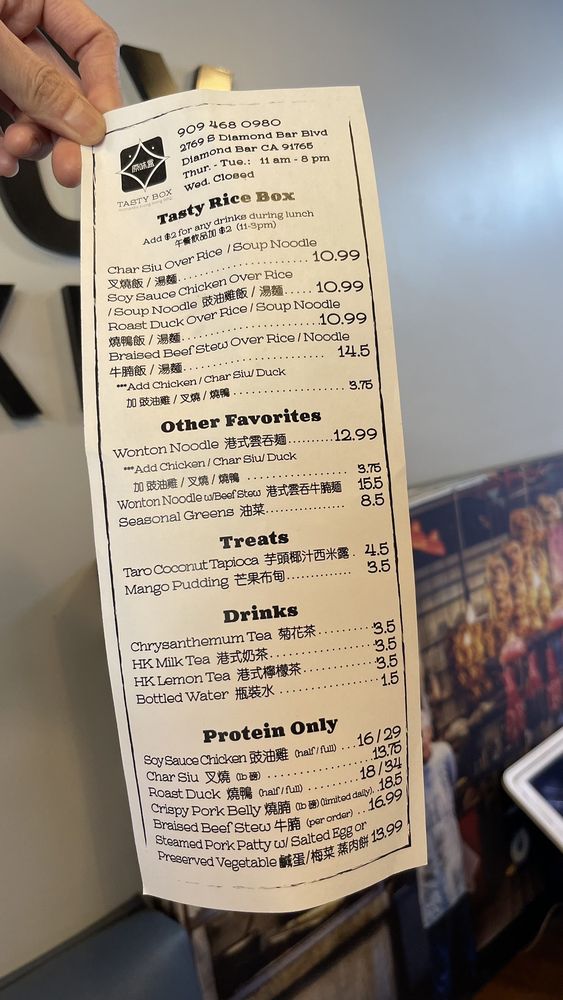 原味盒
TASTY BOX
909 468 0980
2769 S Diamond Bar Blvd
Diamond Bar CA 91765
Thur. - Tue.: 11 am - 8 pm
Wed. Closed
Tasty Rice Box
Add $2 for any drinks during lunch
午餐飲品加 $2 (11-3pm)
Char Siu Over Rice / Soup Noodle
叉燒飯 / 湯麵.................... 10.99
Soy Sauce Chicken Over Rice
/ Soup Noodle 豉油雞飯 / 湯麵..... 10.99
Roast Duck Over Rice / Soup Noodle
燒鴨飯 / 湯麵.....................10.99
Braised Beef Stew Over Rice / Noodle
牛腩飯 / 湯麵..................... 14.5
***Add Chicken / Char Siu/ Duck
加 豉油雞 / 叉燒 / 燒鴨 .................... 3.75
Other Favorites
Wonton Noodle 港式雲吞麵..........12.99
***Add Chicken / Char Siu/ Duck
加 豉油雞 / 叉燒 / 燒鴨 .................... 3.75
Wonton Noodle w/Beef Stew 港式雲吞牛腩麵 15.5
Seasonal Greens 油菜................ 8.5
Treats
Taro Coconut Tapioca 芋頭椰汁西米露 . 4.5
Mango Pudding 芒果布甸............. 3.5
Drinks
Chrysanthemum Tea 菊花茶............3.5
HK Milk Tea 港式奶茶...................3.5
HK Lemon Tea 港式檸檬茶..............3.5
Bottled Water 瓶裝水 ................. 1.5
Protein Only
Soy Sauce Chicken 豉油雞 (half / full) ...16 / 29
Char Siu 叉燒 (lb 磅) ......................13.75
Roast Duck 燒鴨 (half / full) .......... 18 / 34
Crispy Pork Belly 燒腩 (lb 磅) (limited daily). 18.5
Braised Beef Stew 牛腩 (per order) ... 16.99
Steamed Pork Patty w/ Salted Egg or
Preserved Vegetable 鹹蛋/梅菜 蒸肉餅 13.99